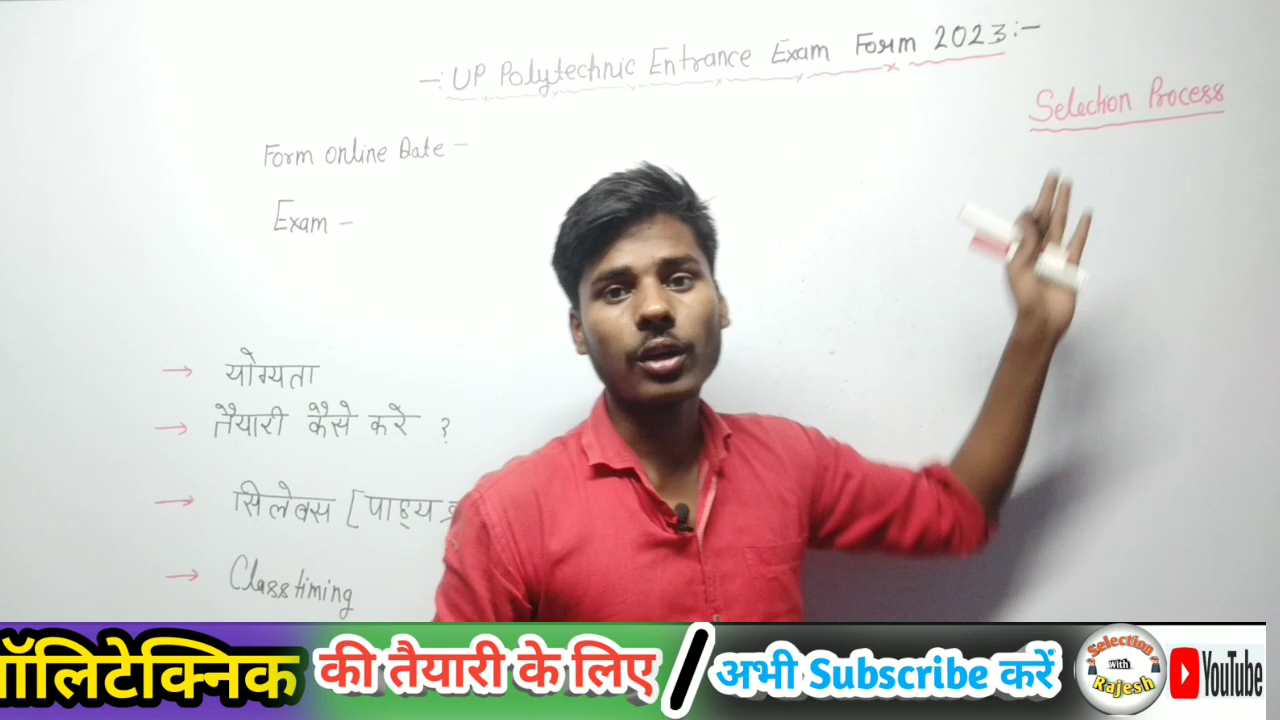 -: UP Polytechnic Entrance Exam Form 2023:-
Selection Process
Form Online Date -
Exam -
→ योग्यता
→ तैयारी कैसे करे ?
→ सिलेबस [पाठ्य
→ Class timing
ॉलिटेक्निक की तैयारी के लिए / अभी Subscribe करें
Selection
with
Rajesh
YouTube